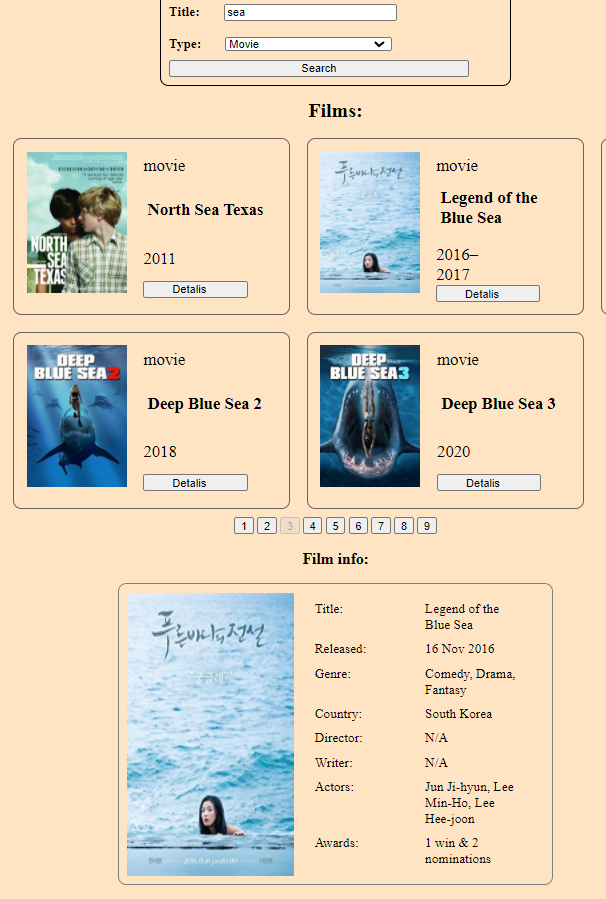 Title:
sea
Type:
Movie
Search
Films:
movie
NORTH
SEA
TEXAS
North Sea Texas
2011
Detalis
푸른 바다의 전설
movie
Legend of the
Blue Sea
2016–
2017
Detalis
DEEP
BLUE SEA2
movie
Deep Blue Sea 2
2018
Detalis
DEEP
BLUE SEA3
movie
Deep Blue Sea 3
2020
Detalis
1 2 3 4 5 6 7 8 9
Film info:
푸른 바다의 전설
Title:
Legend of the
Blue Sea
Released:
16 Nov 2016
Genre:
Comedy, Drama,
Fantasy
Country:
South Korea
Director:
N/A
Writer:
N/A
Actors:
Jun Ji-hyun, Lee
Min-Ho, Lee
Hee-joon
Awards:
1 win & 2
nominations